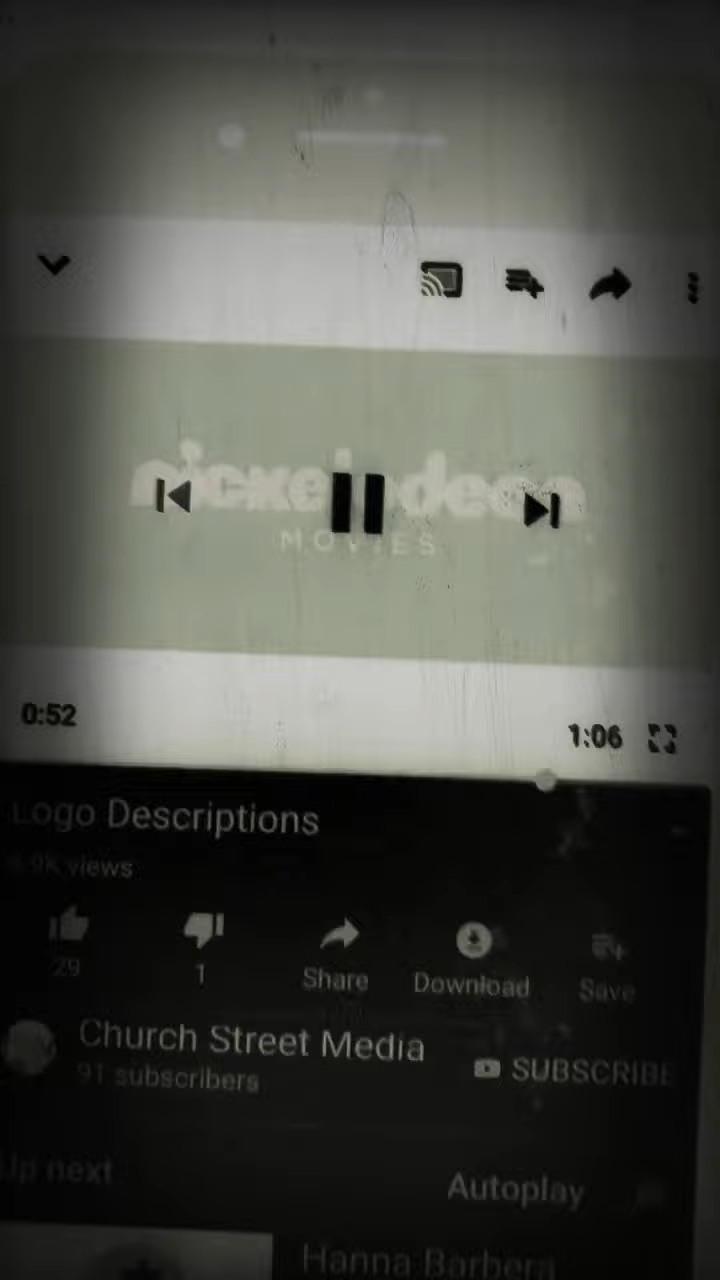 nickelodeon
MOVIES
0:52
1:06
Logo Descriptions
views
29
1
Share
Download
Save
Church Street Media
91 subscribers
SUBSCRIBE
Up next
Autoplay
Hanna Barbera